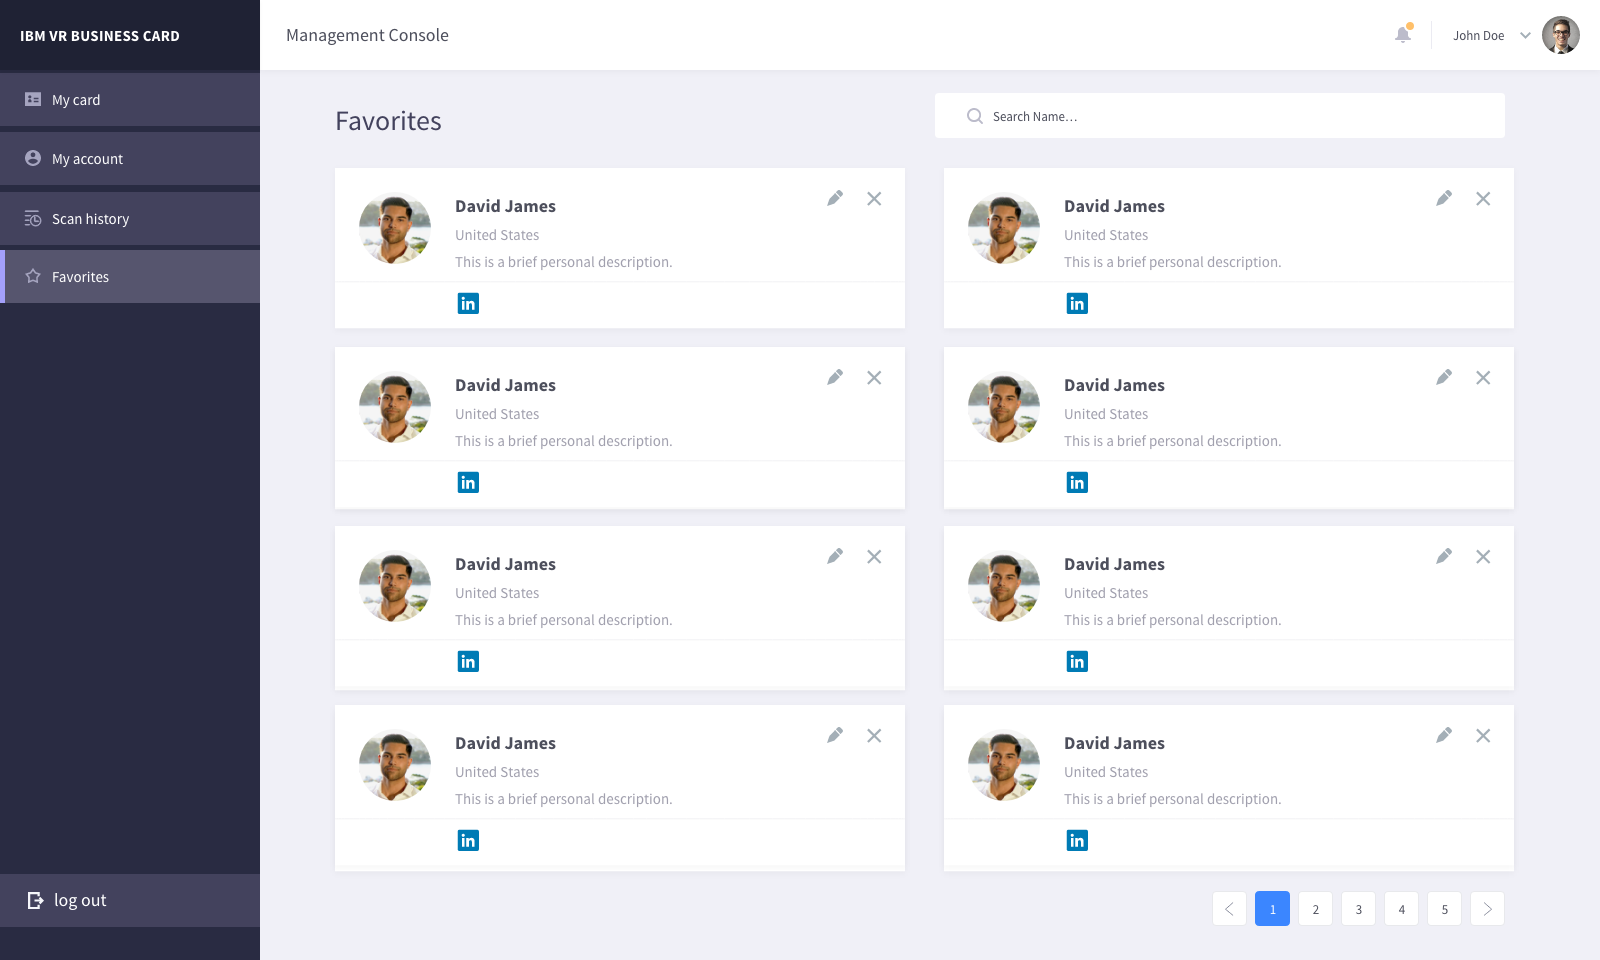 IBM VR BUSINESS CARD
Management Console
John Doe
My card
My account
Scan history
Favorites
log out
Favorites
Search Name...
David James
United States
This is a brief personal description.
in
David James
United States
This is a brief personal description.
in
David James
United States
This is a brief personal description.
in
David James
United States
This is a brief personal description.
in
David James
United States
This is a brief personal description.
in
David James
United States
This is a brief personal description.
in
David James
United States
This is a brief personal description.
in
David James
United States
This is a brief personal description.
in
1 2 3 4 5